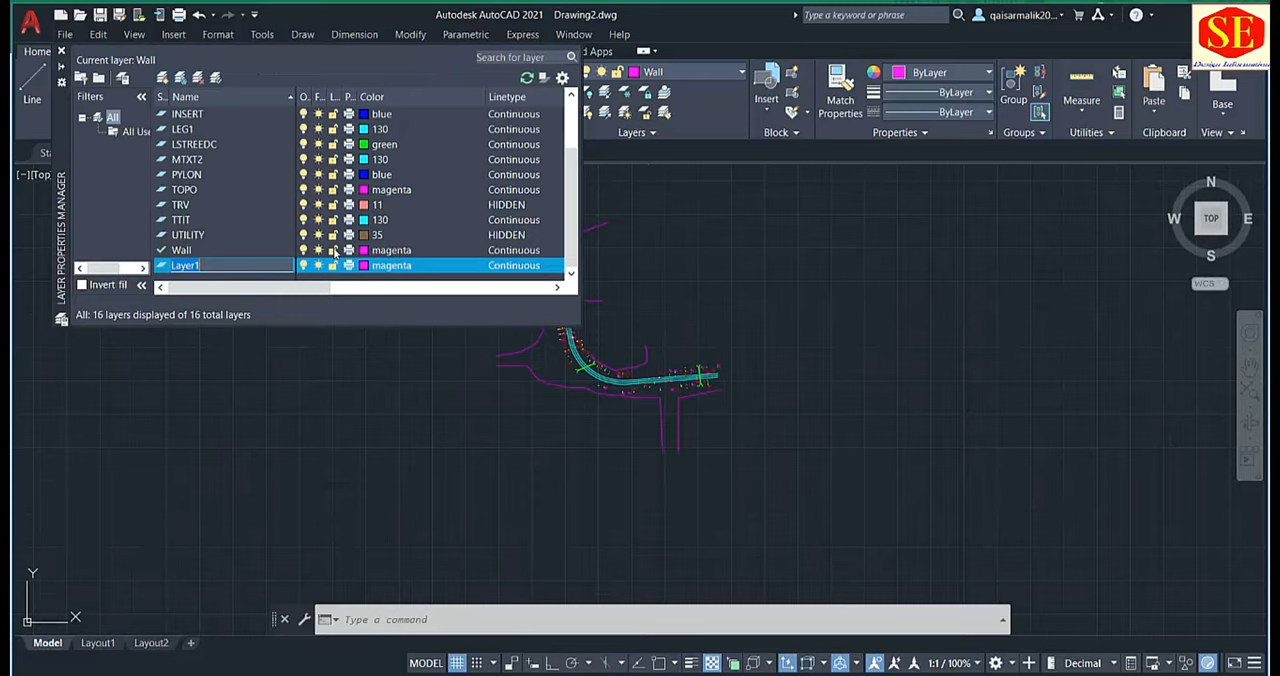 Autodesk AutoCAD 2021 Drawing2.dwg
Type a keyword or phrase
qaisarmalik20...
SE
File Edit View Insert Format Tools Draw Dimension Modify Parametric Express Window Help
Home
Apps
Current layer: Wall
Search for layer
Filters
S.. Name O. F.. L.. P.. Color Linetype
INSERT blue Continuous
LEG1 130 Continuous
LSTREEDC green Continuous
MTXT2 130 Continuous
PYLON blue Continuous
TOPO magenta Continuous
TRV 11 HIDDEN
TTIT 130 Continuous
UTILITY 35 HIDDEN
Wall magenta Continuous
Layer1 magenta Continuous
All
All Use
Invert fil
All: 16 layers displayed of 16 total layers
LAYER PROPERTIES MANAGER
Line
Wall
Layers
Insert
Block
Match
Properties
ByLayer
ByLayer
ByLayer
Properties
Group
Groups
Measure
Utilities
Paste
Clipboard
Base
View
Sta
[−][Top]
N
W TOP E
S
WCS
Y
X
Type a command
Model Layout1 Layout2 +
MODEL 1:1 / 100% Decimal